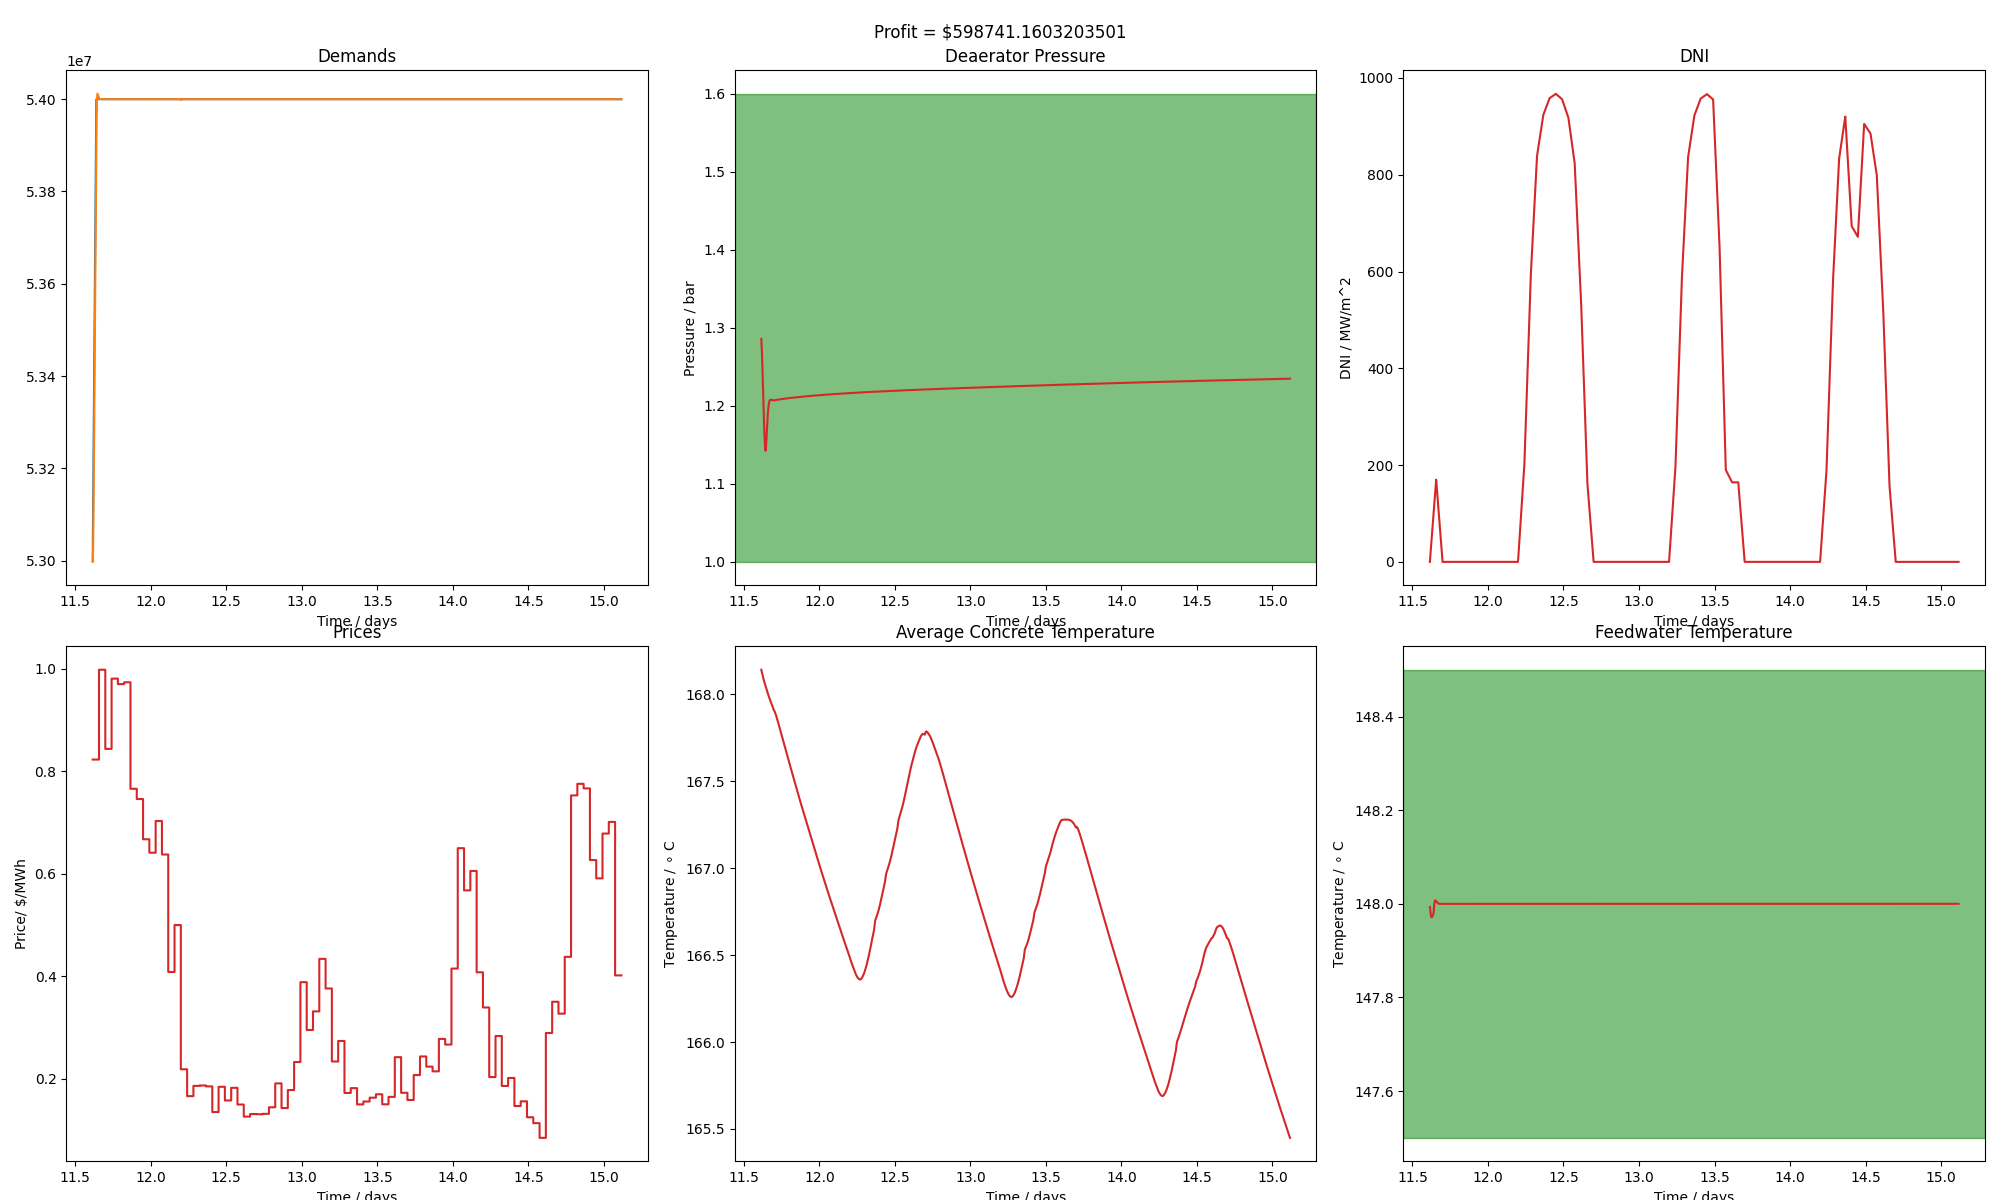 Profit = $598741.1603203501
Demands
1e7
5.40
5.38
5.36
5.34
5.32
5.30
11.5 12.0 12.5 13.0 13.5 14.0 14.5 15.0
Time / days
Deaerator Pressure
Pressure / bar
1.6
1.5
1.4
1.3
1.2
1.1
1.0
11.5 12.0 12.5 13.0 13.5 14.0 14.5 15.0
Time / days
DNI
DNI / MW/m^2
1000
800
600
400
200
0
11.5 12.0 12.5 13.0 13.5 14.0 14.5 15.0
Time / days
Prices
Price/ $/MWh
1.0
0.8
0.6
0.4
0.2
11.5 12.0 12.5 13.0 13.5 14.0 14.5 15.0
Time / days
Average Concrete Temperature
Temperature / ∘ C
168.0
167.5
167.0
166.5
166.0
165.5
11.5 12.0 12.5 13.0 13.5 14.0 14.5 15.0
Time / days
Feedwater Temperature
Temperature / ∘ C
148.4
148.2
148.0
147.8
147.6
11.5 12.0 12.5 13.0 13.5 14.0 14.5 15.0
Time / days